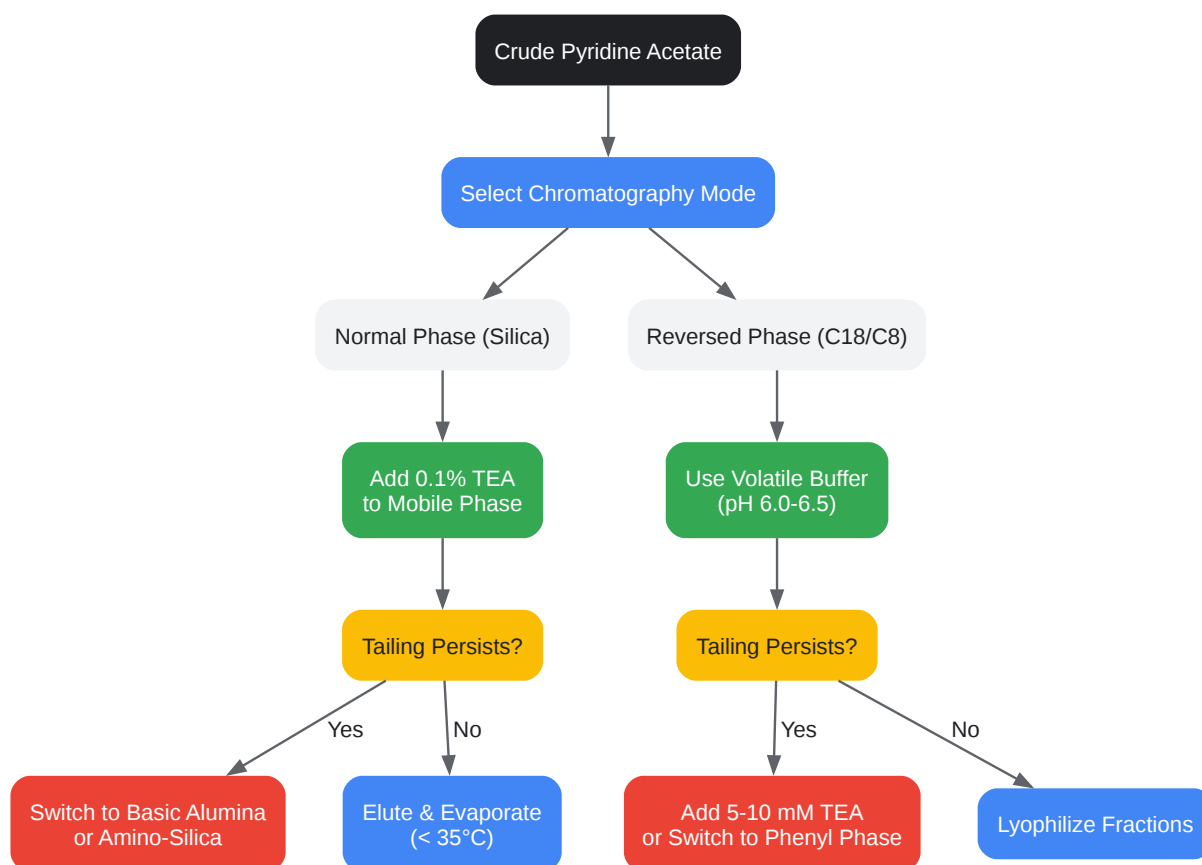 Crude Pyridine Acetate
Select Chromatography Mode
Normal Phase (Silica)
Reversed Phase (C18/C8)
Add 0.1% TEA
to Mobile Phase
Use Volatile Buffer
(pH 6.0-6.5)
Tailing Persists?
Tailing Persists?
Yes
No
Yes
No
Switch to Basic Alumina
or Amino-Silica
Elute & Evaporate
(< 35°C)
Add 5-10 mM TEA
or Switch to Phenyl Phase
Lyophilize Fractions